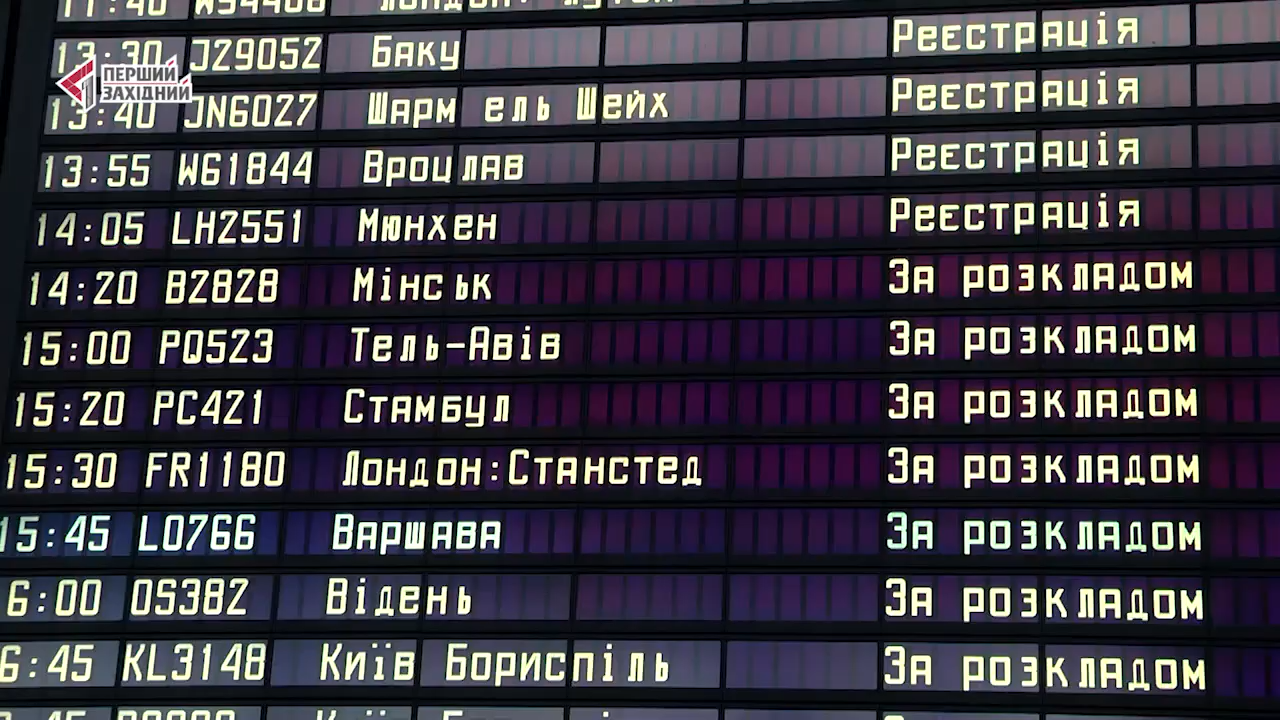 Лондон: Лутон
13:30 J29052 Баку Реєстрація
ПЕРШИЙ
ЗАХІДНИЙ
13:40 JN6027 Шарм ель Шейх Реєстрація
13:55 W61844 Вроцлав Реєстрація
14:05 LH2551 Мюнхен Реєстрація
14:20 B2828 Мінськ За розкладом
15:00 PQ523 Тель-Авів За розкладом
15:20 PC421 Стамбул За розкладом
15:30 FR1180 Лондон:Станстед За розкладом
15:45 LO766 Варшава За розкладом
6:00 OS382 Відень За розкладом
6:45 KL3148 Київ Бориспіль За розкладом